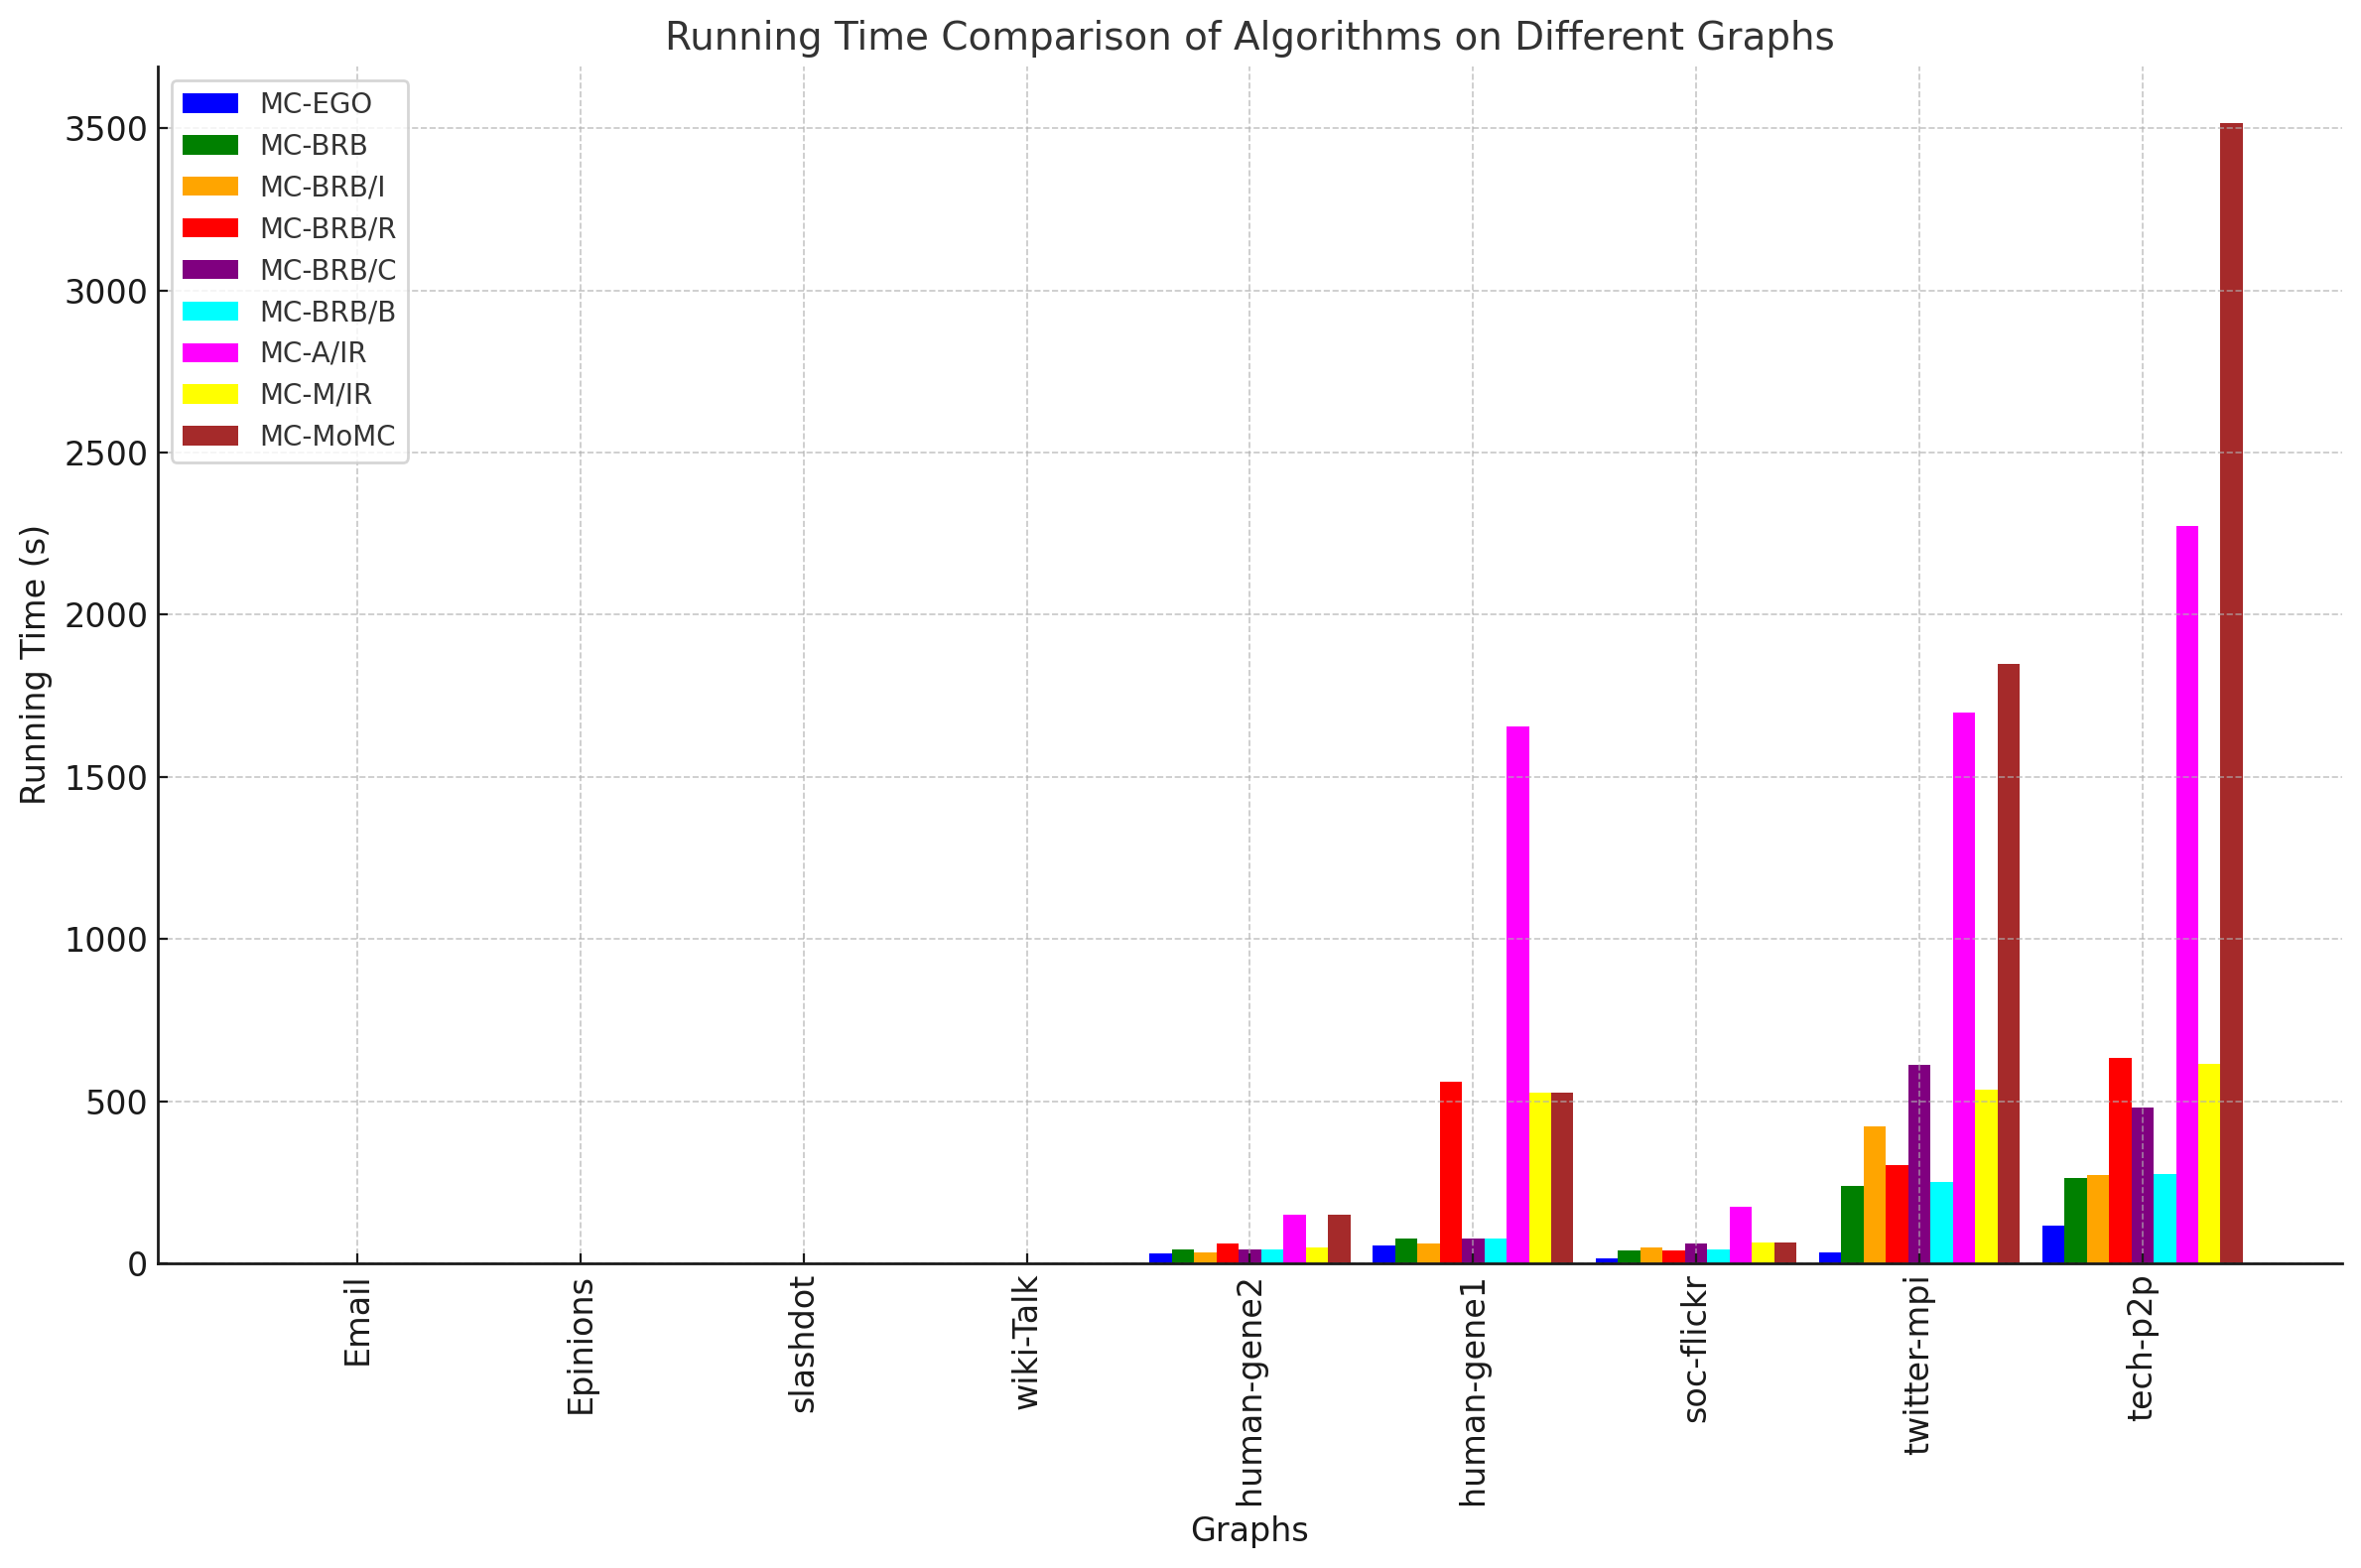 Running Time Comparison of Algorithms on Different Graphs
MC-EGO
MC-BRB
MC-BRB/I
MC-BRB/R
MC-BRB/C
MC-BRB/B
MC-A/IR
MC-M/IR
MC-MoMC
3500
3000
2500
2000
1500
1000
500
0
Running Time (s)
Email
Epinions
slashdot
wiki-Talk
human-gene2
human-gene1
soc-flickr
twitter-mpi
tech-p2p
Graphs